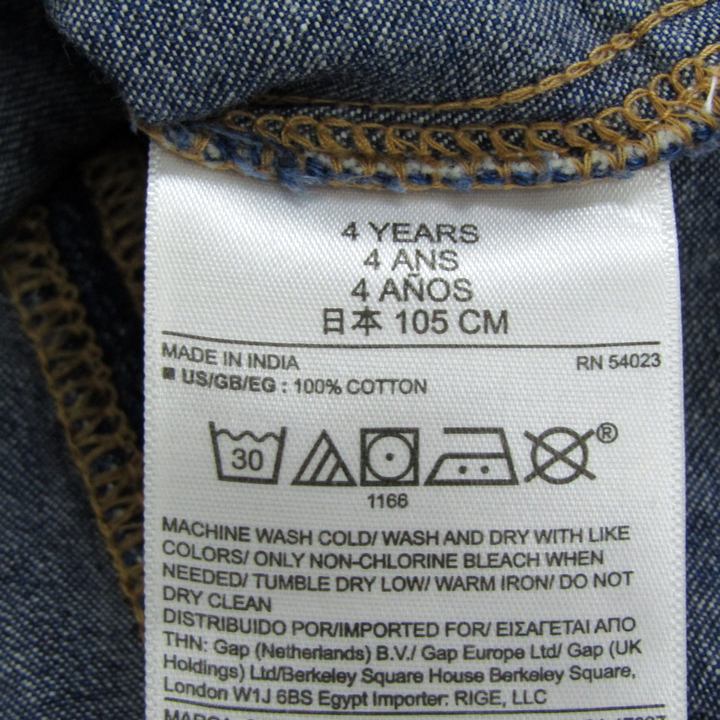 4 YEARS
4 ANS
4 AÑOS
日本 105 CM
MADE IN INDIA RN 54023
■ US/GB/EG : 100% COTTON
30
®
1166
MACHINE WASH COLD/ WASH AND DRY WITH LIKE
COLORS/ ONLY NON-CHLORINE BLEACH WHEN
NEEDED/ TUMBLE DRY LOW/ WARM IRON/ DO NOT
DRY CLEAN
DISTRIBUIDO POR/IMPORTED FOR/ ΕΙΣΑΓΕΤΑΙ ΑΠΟ
ΤΗΝ: Gap (Netherlands) B.V./ Gap Europe Ltd/ Gap (UK
Holdings) Ltd/Berkeley Square House Berkeley Square,
London W1J 6BS Egypt Importer: RIGE, LLC